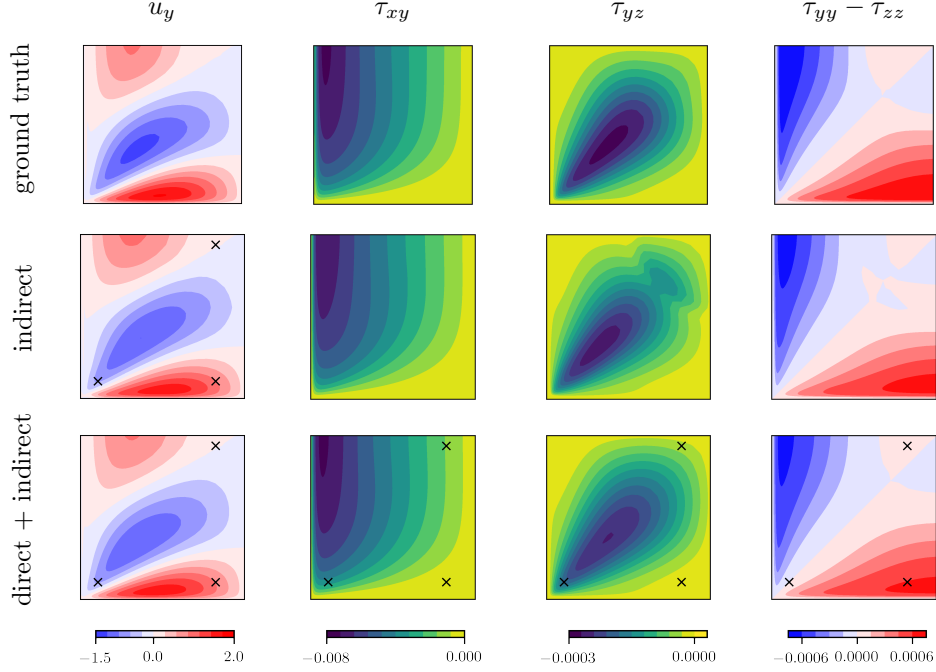 u_y τ_xy τ_yz τ_yy − τ_zz
ground truth
indirect
direct + indirect
−1.5 0.0 2.0 −0.008 0.000 −0.0003 0.0000 −0.0006 0.0000 0.0006